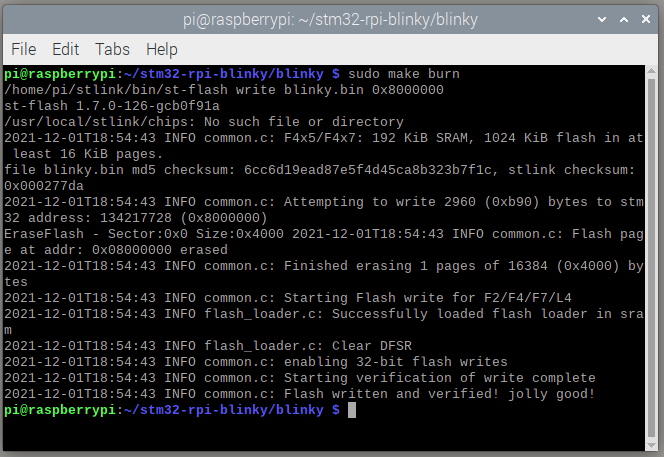 pi@raspberrypi: ~/stm32-rpi-blinky/blinky
File Edit Tabs Help
pi@raspberrypi:~/stm32-rpi-blinky/blinky $ sudo make burn
/home/pi/stlink/bin/st-flash write blinky.bin 0x8000000
st-flash 1.7.0-126-gcb0f91a
/usr/local/stlink/chips: No such file or directory
2021-12-01T18:54:43 INFO common.c: F4x5/F4x7: 192 KiB SRAM, 1024 KiB flash in at
 least 16 KiB pages.
file blinky.bin md5 checksum: 6cc6d19ead87e5f4d45ca8b323b7f1c, stlink checksum:
0x000277da
2021-12-01T18:54:43 INFO common.c: Attempting to write 2960 (0xb90) bytes to stm
32 address: 134217728 (0x8000000)
EraseFlash - Sector:0x0 Size:0x4000 2021-12-01T18:54:43 INFO common.c: Flash pag
e at addr: 0x08000000 erased
2021-12-01T18:54:43 INFO common.c: Finished erasing 1 pages of 16384 (0x4000) by
tes
2021-12-01T18:54:43 INFO common.c: Starting Flash write for F2/F4/F7/L4
2021-12-01T18:54:43 INFO flash_loader.c: Successfully loaded flash loader in sra
m
2021-12-01T18:54:43 INFO flash_loader.c: Clear DFSR
2021-12-01T18:54:43 INFO common.c: enabling 32-bit flash writes
2021-12-01T18:54:43 INFO common.c: Starting verification of write complete
2021-12-01T18:54:43 INFO common.c: Flash written and verified! jolly good!
pi@raspberrypi:~/stm32-rpi-blinky/blinky $